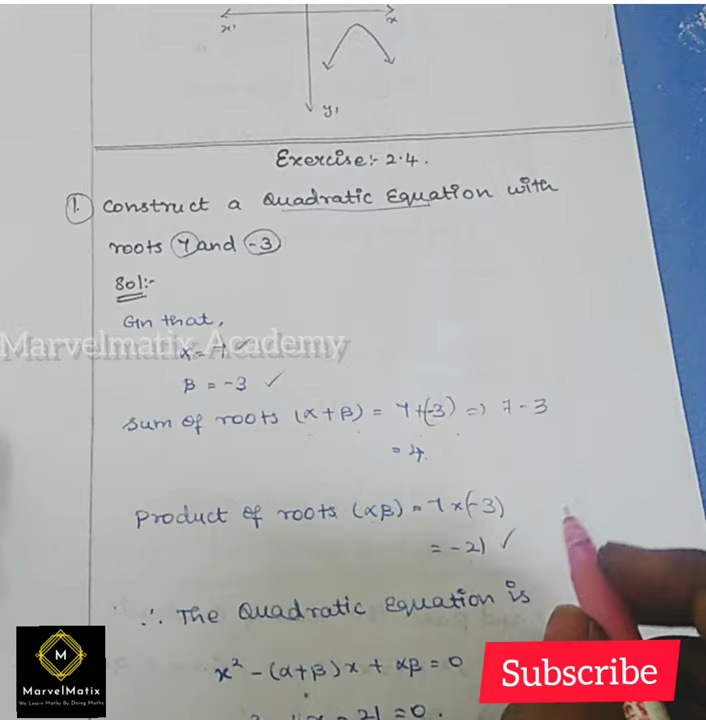 x'
x
y'
Exercise:- 2.4.
1. Construct a Quadratic Equation with
roots 7 and -3
Sol:-
Gn that,
Marvelmatix Academy
α = 7 ✓
β = -3 ✓
sum of roots (α+β) = 7+(-3) => 7-3
= 4.
Product of roots (αβ) = 7×(-3)
= -21 ✓
∴ The Quadratic Equation is
x² - (α+β)x + αβ = 0
- 21 = 0.
M
MarvelMatix
We Learn Maths By Doing Maths
Subscribe